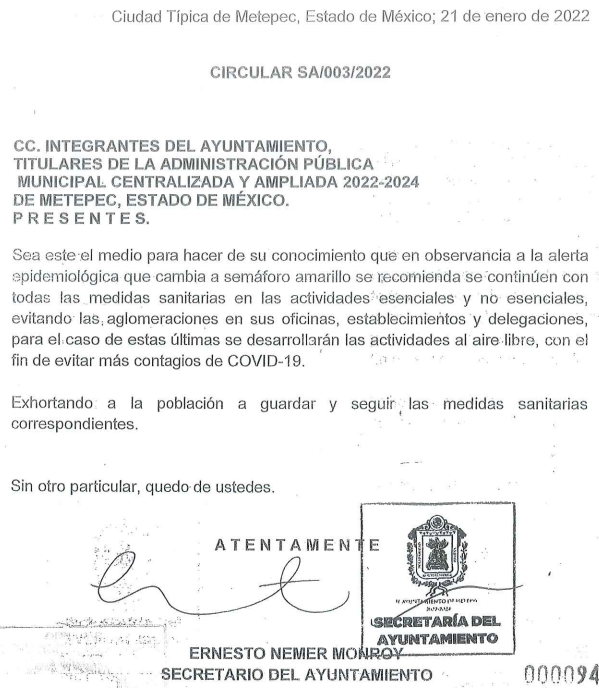 Ciudad Típica de Metepec, Estado de México; 21 de enero de 2022
CIRCULAR SA/003/2022
CC. INTEGRANTES DEL AYUNTAMIENTO,
TITULARES DE LA ADMINISTRACIÓN PÚBLICA
MUNICIPAL CENTRALIZADA Y AMPLIADA 2022-2024
DE METEPEC, ESTADO DE MÉXICO.
P R E S E N T E S.
Sea este el medio para hacer de su conocimiento que en observancia a la alerta
epidemiológica que cambia a semáforo amarillo se recomienda se continúen con
todas las medidas sanitarias en las actividades esenciales y no esenciales,
evitando las aglomeraciones en sus oficinas, establecimientos y delegaciones,
para el caso de estas últimas se desarrollarán las actividades al aire libre, con el
fin de evitar más contagios de COVID-19.
Exhortando a la población a guardar y seguir las medidas sanitarias
correspondientes.
Sin otro particular, quedo de ustedes.
A T E N T A M E N T E
SECRETARÍA DEL
AYUNTAMIENTO
ERNESTO NEMER MONROY
SECRETARIO DEL AYUNTAMIENTO
000094